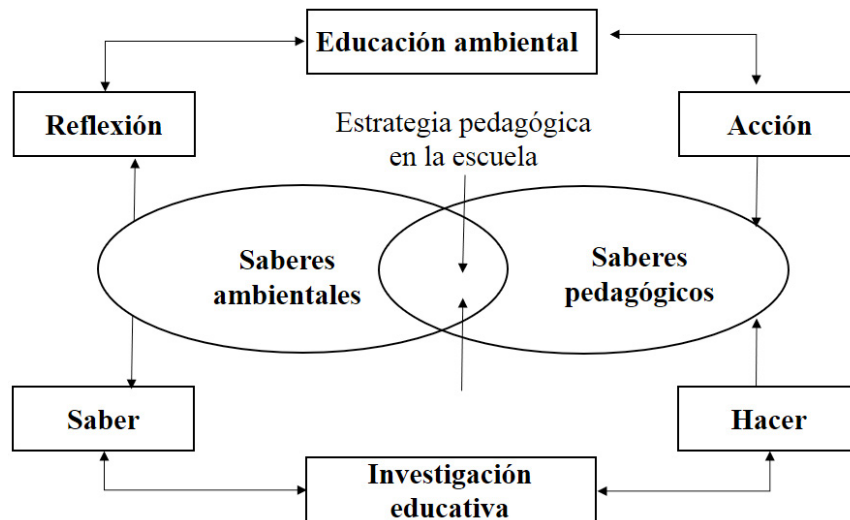 Educación ambiental
Reflexión
Estrategia pedagógica
en la escuela
Acción
Saberes
ambientales
Saberes
pedagógicos
Saber
Hacer
Investigación
educativa